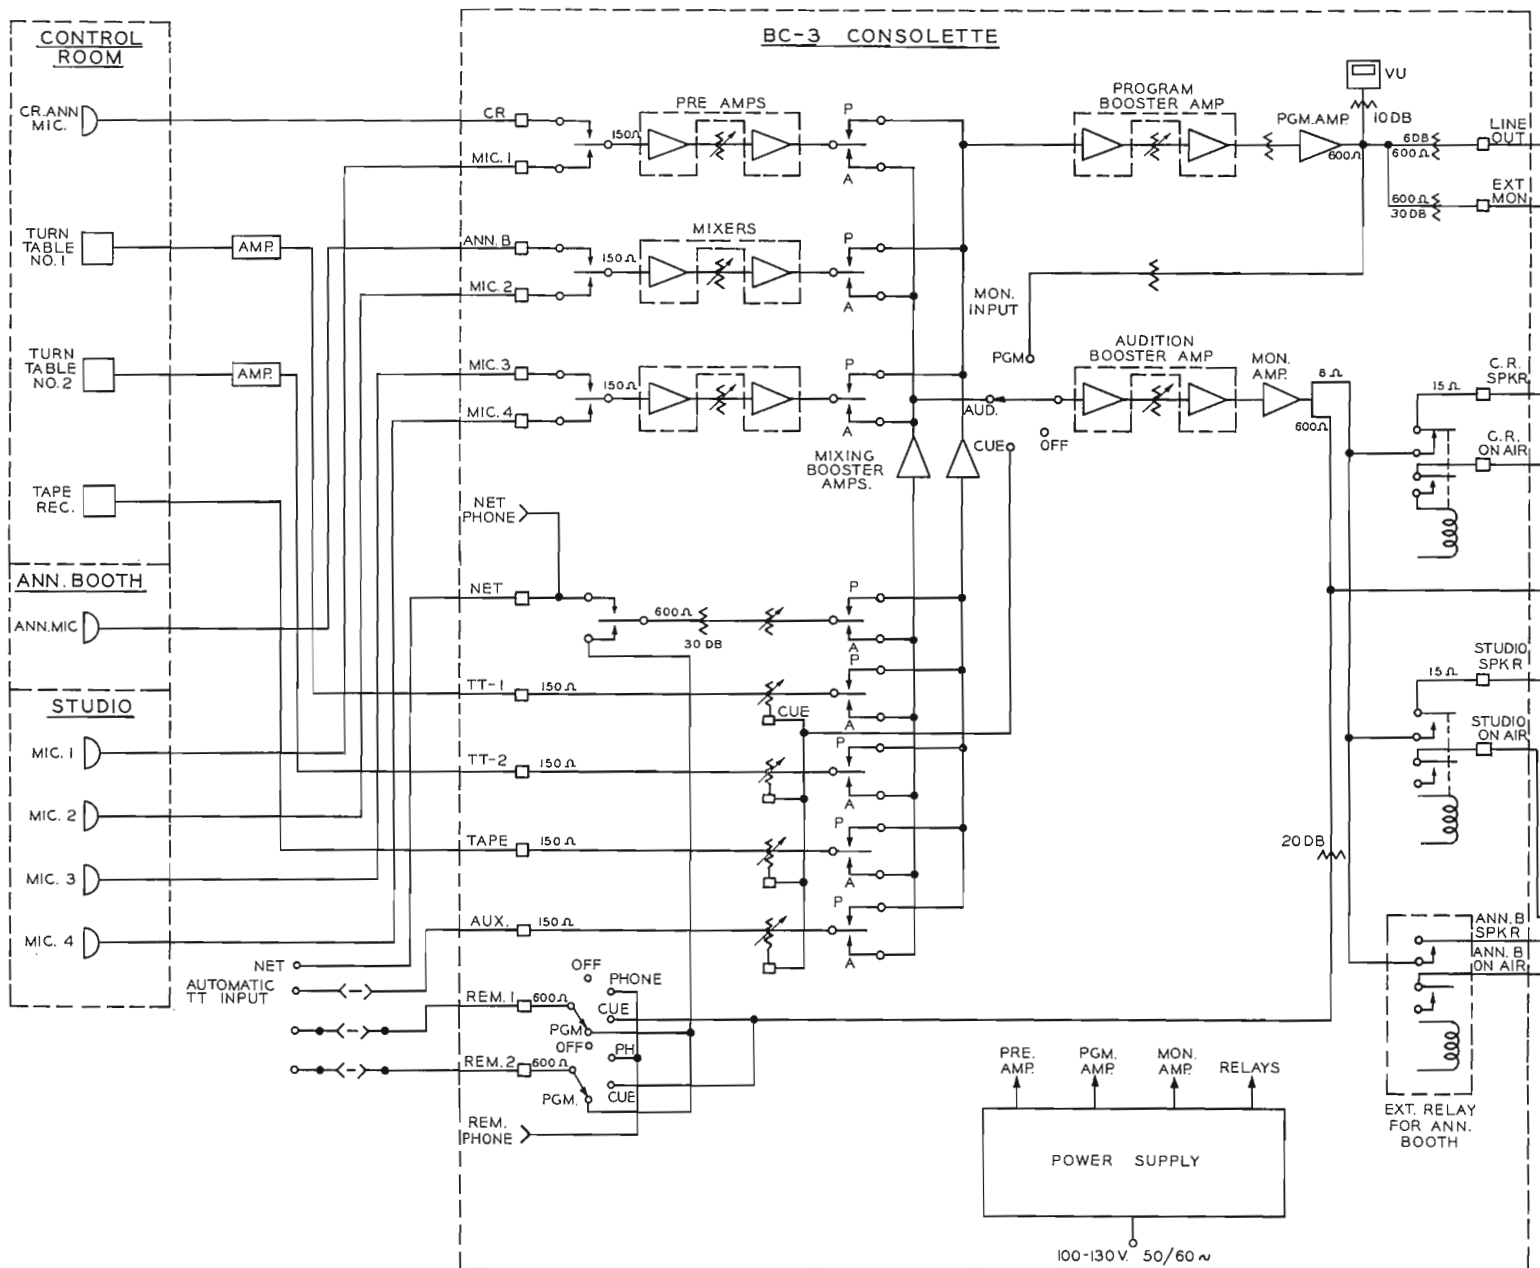 CONTROL
ROOM
CR.ANN
MIC.
TURN
TABLE
NO.1
AMP.
TURN
TABLE
NO.2
AMP.
TAPE
REC.
ANN. BOOTH
ANN.MIC
STUDIO
MIC. 1
MIC. 2
MIC. 3
MIC. 4
NET
AUTOMATIC
TT INPUT
BC-3 CONSOLETTE
CR
MIC.1
150Ω
PRE AMPS
P
A
ANN.B
MIC.2
150Ω
MIXERS
P
A
MIC.3
MIC.4
150Ω
P
A
PROGRAM
BOOSTER AMP
PGM.AMP.
600Ω
VU
10DB
6DB
600Ω
LINE
OUT
600Ω
30DB
EXT
MON
MON.
INPUT
PGM
AUD.
CUE
OFF
AUDITION
BOOSTER AMP
MON.
AMP.
8Ω
600Ω
MIXING
BOOSTER
AMPS.
15Ω
C.R.
SPKR
C.R.
ON AIR
NET
PHONE
NET
600Ω
30DB
P
A
TT-1
150Ω
CUE
P
A
TT-2
150Ω
P
A
TAPE
150Ω
P
A
AUX.
150Ω
P
A
15Ω
STUDIO
SPKR
STUDIO
ON AIR
20DB
ANN.B
SPKR
ANN.B
ON AIR
EXT. RELAY
FOR ANN.
BOOTH
REM.1
600Ω
OFF
PHONE
CUE
PGM
REM.2
600Ω
OFF
PH
CUE
PGM.
REM.
PHONE
PRE.
AMP.
PGM.
AMP.
MON.
AMP.
RELAYS
POWER SUPPLY
100-130V. 50/60~